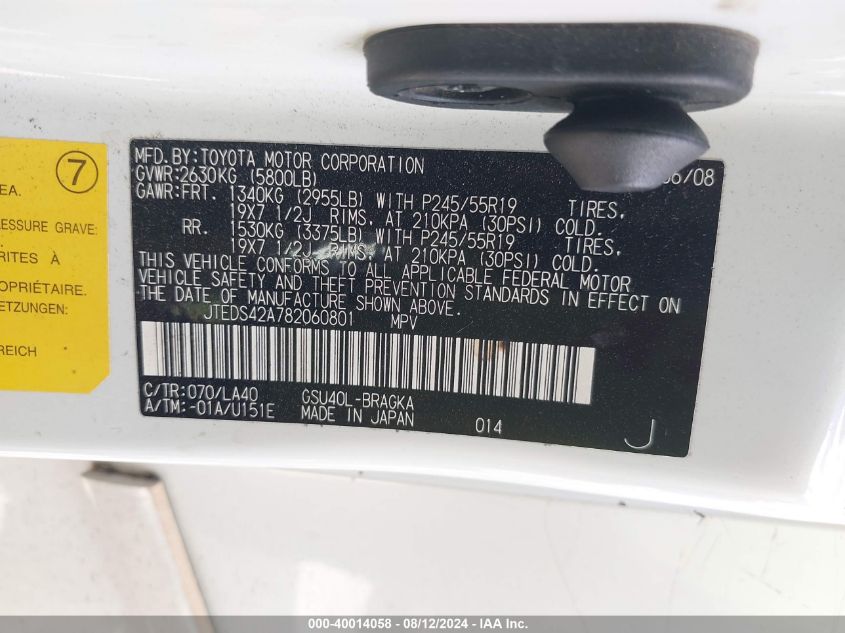 7
EA.
ESSURE GRAVE:
RITES À
OPRIÉTAIRE.
ETZUNGEN:
REICH
MFD.BY:TOYOTA MOTOR CORPORATION 06/08
GVWR:2630KG (5800LB)
GAWR:FRT. 1340KG (2955LB) WITH P245/55R19 TIRES,
19X7 1/2J RIMS, AT 210KPA (30PSI) COLD.
RR. 1530KG (3375LB) WITH P245/55R19 TIRES,
19X7 1/2J RIMS, AT 210KPA (30PSI) COLD.
THIS VEHICLE CONFORMS TO ALL APPLICABLE FEDERAL MOTOR
VEHICLE SAFETY AND THEFT PREVENTION STANDARDS IN EFFECT ON
THE DATE OF MANUFACTURE SHOWN ABOVE.
JTEDS42A782060801 MPV
C/TR:070/LA40 GSU40L-BRAGKA
A/TM:-01A/U151E MADE IN JAPAN 014 J
000-40014058 - 08/12/2024 - IAA Inc.